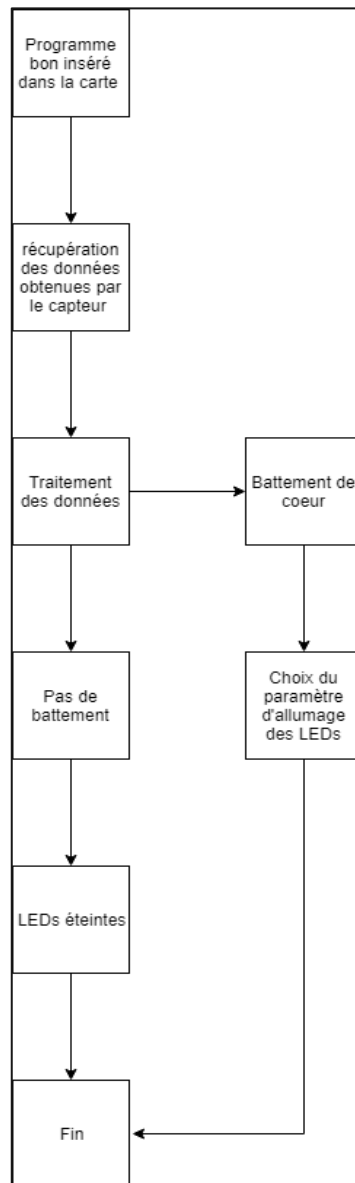 Programme
bon inséré
dans la carte
récupération
des données
obtenues par
le capteur
Traitement
des données
Battement de
coeur
Pas de
battement
Choix du
paramètre
d'allumage
des LEDs
LEDs éteintes
Fin